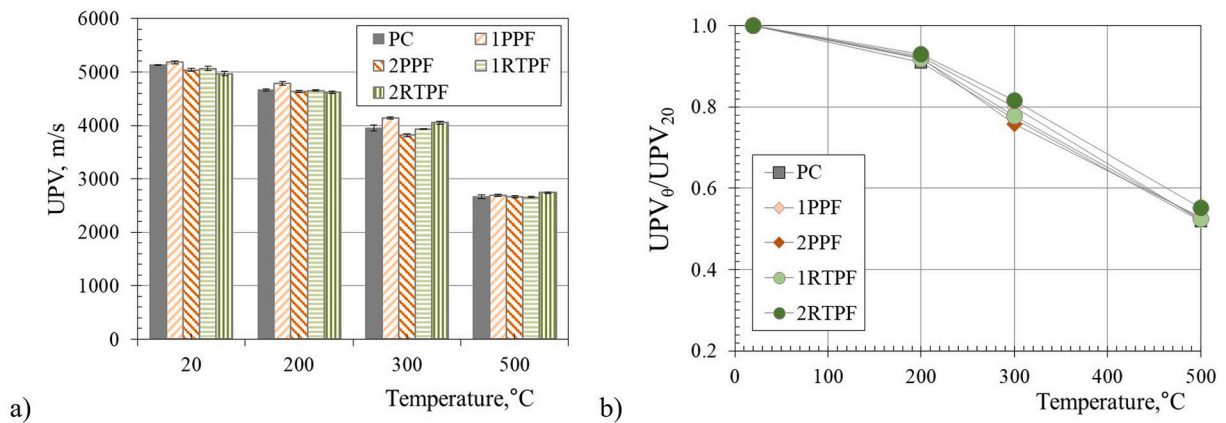 6000
5000
4000
3000
2000
1000
0
UPV, m/s
PC 1PPF
2PPF 1RTPF
2RTPF
20 200 300 500
Temperature,°C
a)
1.0
0.8
0.6
0.4
0.2
UPVθ/UPV20
PC
1PPF
2PPF
1RTPF
2RTPF
0 100 200 300 400 500
Temperature,°C
b)